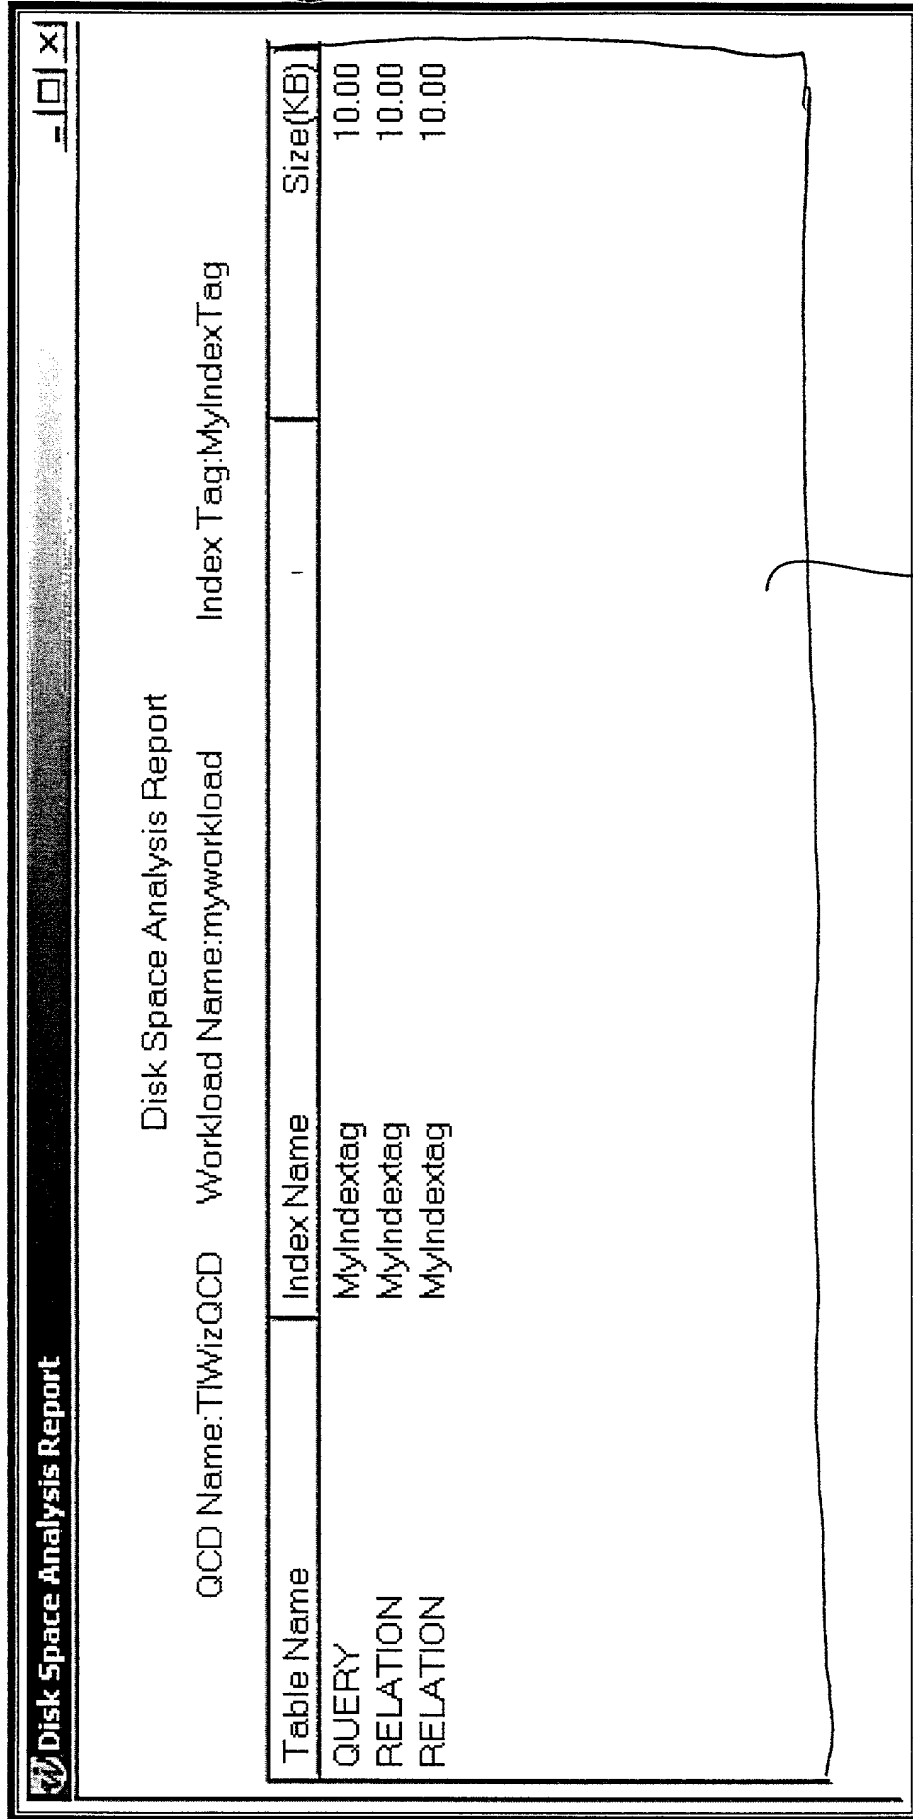 Disk Space Analysis Report
Disk Space Analysis Report
QCD Name:TIWizQCD Workload Name:myworkload Index Tag:MyIndexTag
Table Name Index Name Size(KB)
QUERY MyIndextag 10.00
RELATION MyIndextag 10.00
RELATION MyIndextag 10.00